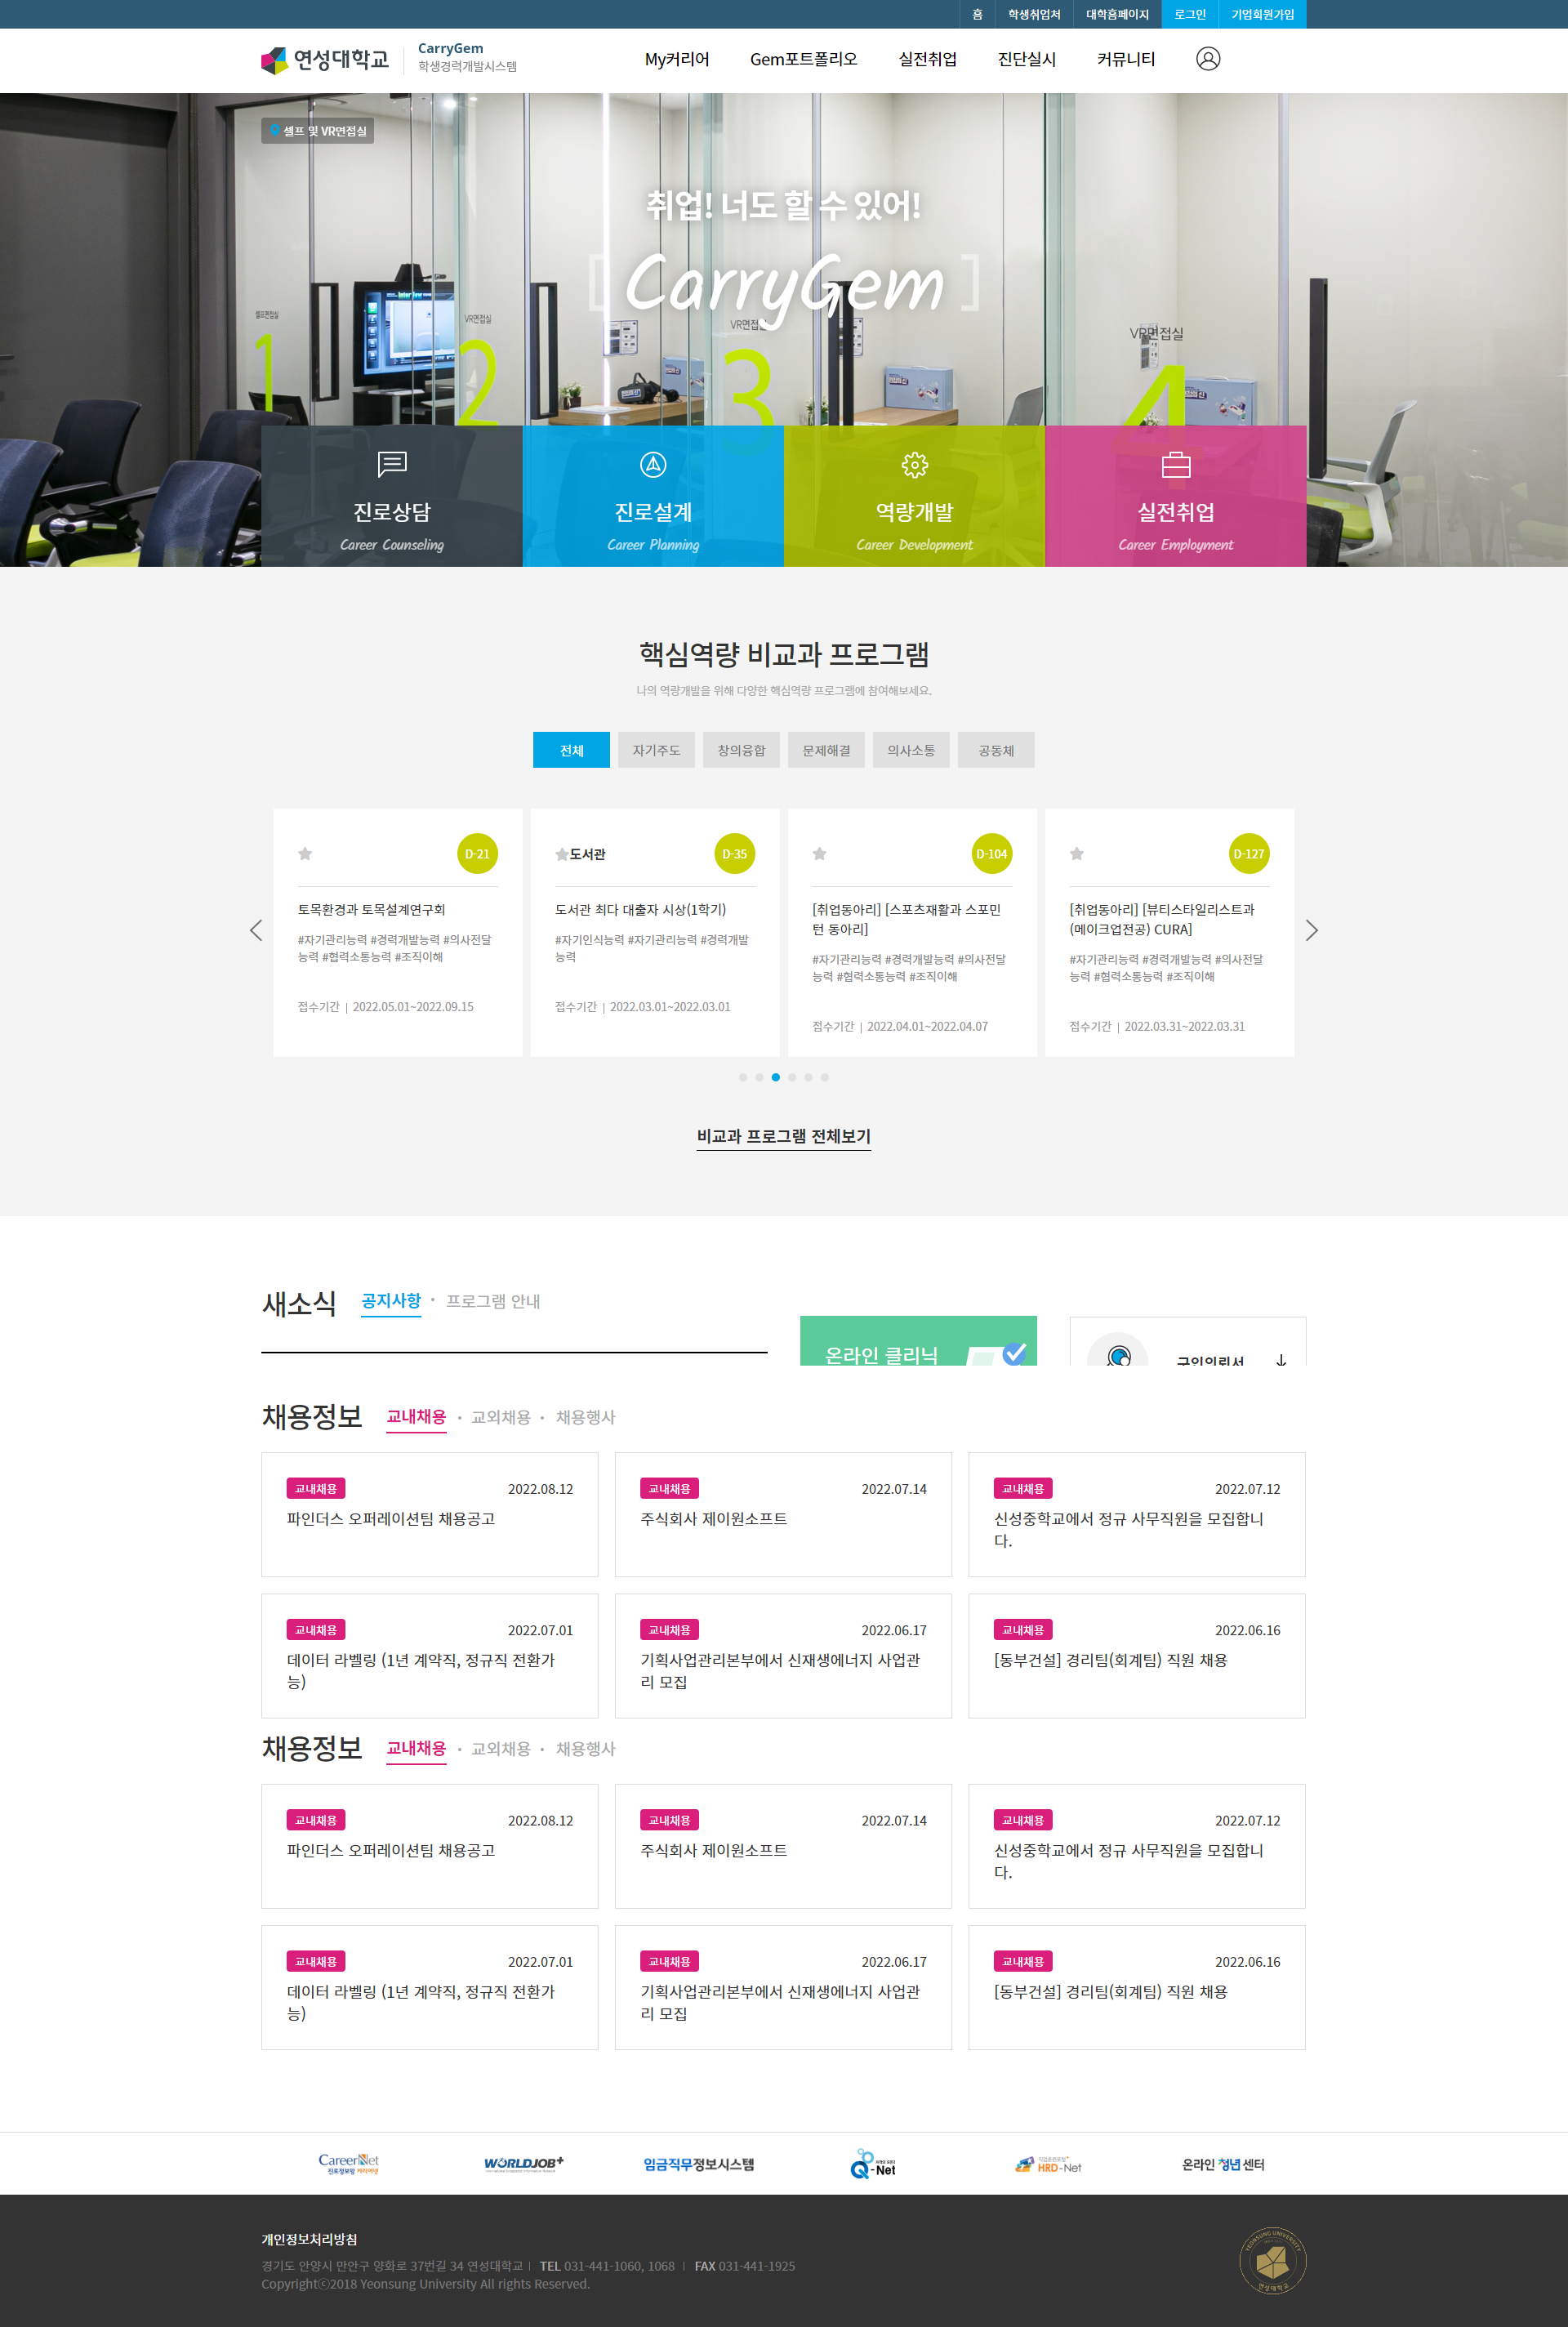 홈 학생취업처 대학홈페이지 로그인 기업회원가입
연성대학교
CarryGem
학생경력개발시스템
My커리어 Gem포트폴리오 실전취업 진단실시 커뮤니티
셀프 및 VR면접실
취업! 너도 할 수 있어!
[CarryGem]
셀프면접실 VR면접실 VR면접실 VR면접실
1 2 3 4
진로상담 진로설계 역량개발 실전취업
Career Counseling Career Planning Career Development Career Employment
핵심역량 비교과 프로그램
나의 역량개발을 위해 다양한 핵심역량 프로그램에 참여해보세요.
전체 자기주도 창의융합 문제해결 의사소통 공동체
D-21
토목환경과 토목설계연구회
#자기관리능력 #경력개발능력 #의사전달
능력 #협력소통능력 #조직이해
접수기간 | 2022.05.01~2022.09.15
도서관 D-35
도서관 최다 대출자 시상(1학기)
#자기인식능력 #자기관리능력 #경력개발
능력
접수기간 | 2022.03.01~2022.03.01
D-104
[취업동아리] [스포츠재활과 스포민
턴 동아리]
#자기관리능력 #경력개발능력 #의사전달
능력 #협력소통능력 #조직이해
접수기간 | 2022.04.01~2022.04.07
D-127
[취업동아리] [뷰티스타일리스트과
(메이크업전공) CURA]
#자기관리능력 #경력개발능력 #의사전달
능력 #협력소통능력 #조직이해
접수기간 | 2022.03.31~2022.03.31
비교과 프로그램 전체보기
새소식 공지사항 • 프로그램 안내
온라인 클리닉
구인의뢰서
채용정보 교내채용 • 교외채용 • 채용행사
교내채용 2022.08.12
파인더스 오퍼레이션팀 채용공고
교내채용 2022.07.14
주식회사 제이원소프트
교내채용 2022.07.12
신성중학교에서 정규 사무직원을 모집합니
다.
교내채용 2022.07.01
데이터 라벨링 (1년 계약직, 정규직 전환가
능)
교내채용 2022.06.17
기획사업관리본부에서 신재생에너지 사업관
리 모집
교내채용 2022.06.16
[동부건설] 경리팀(회계팀) 직원 채용
채용정보 교내채용 • 교외채용 • 채용행사
교내채용 2022.08.12
파인더스 오퍼레이션팀 채용공고
교내채용 2022.07.14
주식회사 제이원소프트
교내채용 2022.07.12
신성중학교에서 정규 사무직원을 모집합니
다.
교내채용 2022.07.01
데이터 라벨링 (1년 계약직, 정규직 전환가
능)
교내채용 2022.06.17
기획사업관리본부에서 신재생에너지 사업관
리 모집
교내채용 2022.06.16
[동부건설] 경리팀(회계팀) 직원 채용
CareerNet
진로정보망 커리어넷
WORLDJOB+
임금직무정보시스템
Q-Net
HRD-Net
온라인 청년센터
개인정보처리방침
경기도 안양시 만안구 양화로 37번길 34 연성대학교 | TEL 031-441-1060, 1068 | FAX 031-441-1925
Copyrightⓒ2018 Yeonsung University All rights Reserved.
YEONSUNG UNIVERSITY
연성대학교